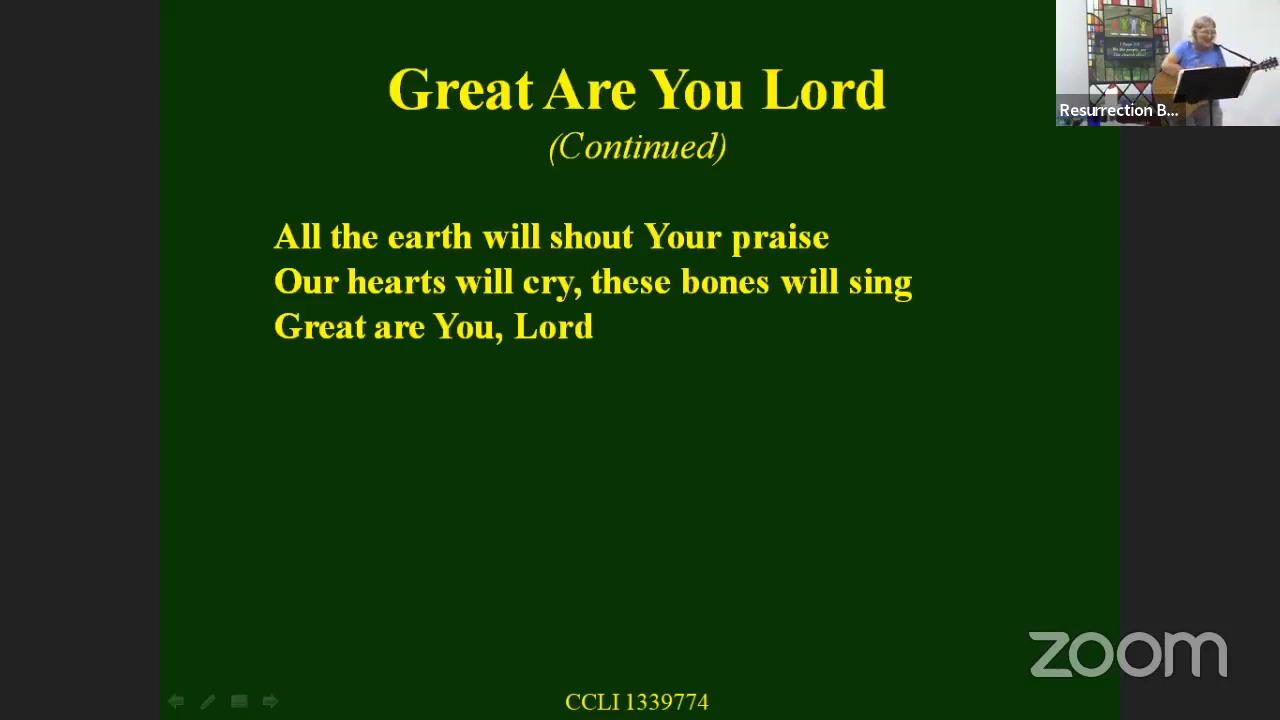 Great Are You Lord
(Continued)
All the earth will shout Your praise
Our hearts will cry, these bones will sing
Great are You, Lord
CCLI 1339774
Resurrection B...
zoom